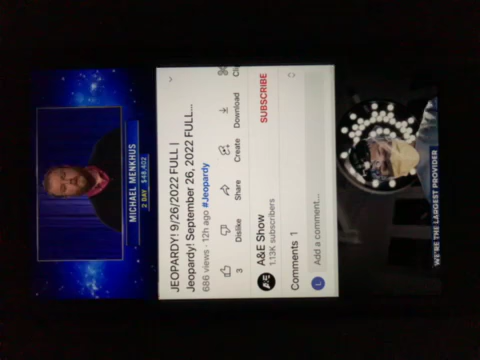 MICHAEL MENKHUS
2 DAY $48,402
JEOPARDY! 9/26/2022 FULL |
Jeopardy! September 26, 2022 FULL...
686 views · 12h ago #Jeopardy
3
Dislike
Share
Create
Download
Cli
A&E Show
1.13K subscribers
SUBSCRIBE
Comments 1
L
Add a comment...
WE'RE THE LARGEST PROVIDER